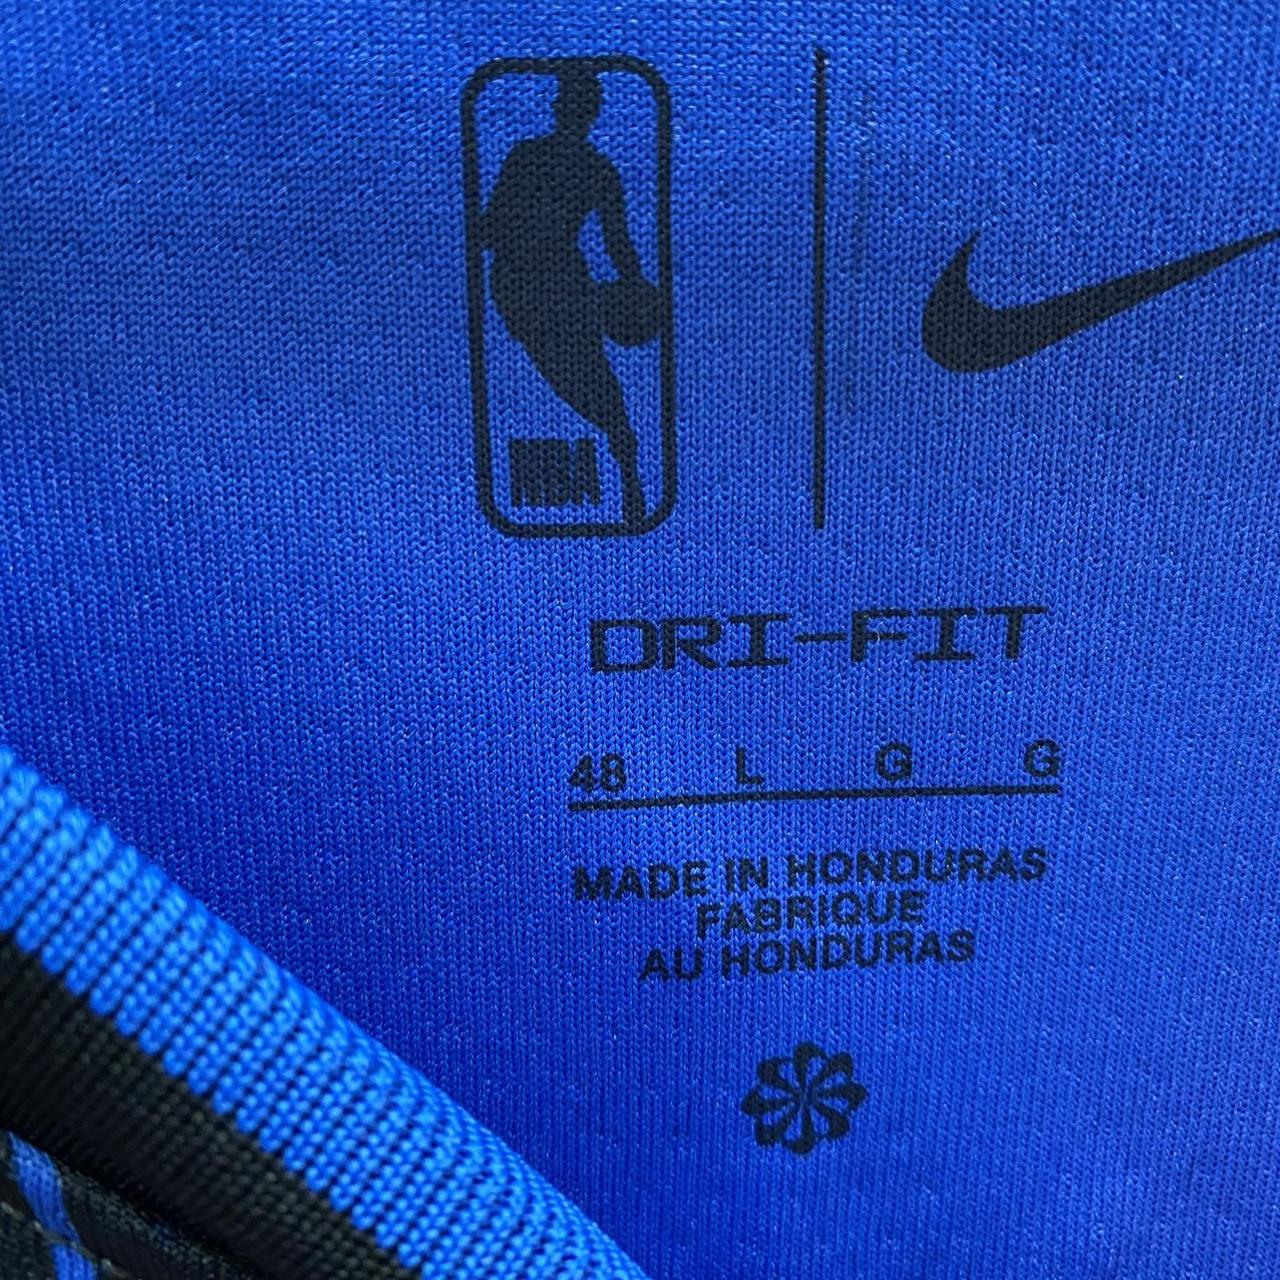 NBA
DRI-FIT
48 L G G
MADE IN HONDURAS
FABRIQUE
AU HONDURAS